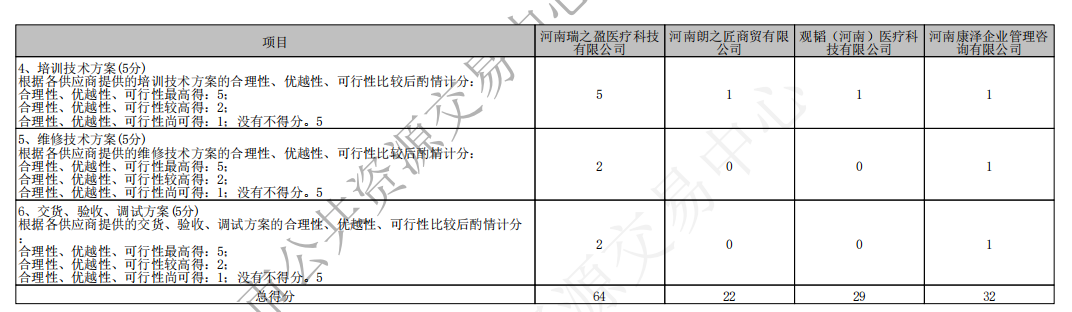 项目
河南瑞之盈医疗科技
有限公司
河南朗之匠商贸有限
公司
观韬（河南）医疗科
技有限公司
河南康泽企业管理咨
询有限公司
4、培训技术方案(5分)
根据各供应商提供的培训技术方案的合理性、优越性、可行性比较后酌情计分:
合理性、优越性、可行性最高得: 5;
合理性、优越性、可行性较高得: 2;
合理性、优越性、可行性尚可得: 1; 没有不得分。5
5
1
1
1
5、维修技术方案(5分)
根据各供应商提供的维修技术方案的合理性、优越性、可行性比较后酌情计分:
合理性、优越性、可行性最高得: 5;
合理性、优越性、可行性较高得: 2;
合理性、优越性、可行性尚可得: 1; 没有不得分。5
2
0
0
1
6、交货、验收、调试方案(5分)
根据各供应商提供的交货、验收、调试方案的合理性、优越性、可行性比较后酌情计分
:
合理性、优越性、可行性最高得: 5;
合理性、优越性、可行性较高得: 2;
合理性、优越性、可行性尚可得: 1; 没有不得分。5
2
0
0
1
总得分
64
22
29
32
市公共资源交易中心
源交易中心